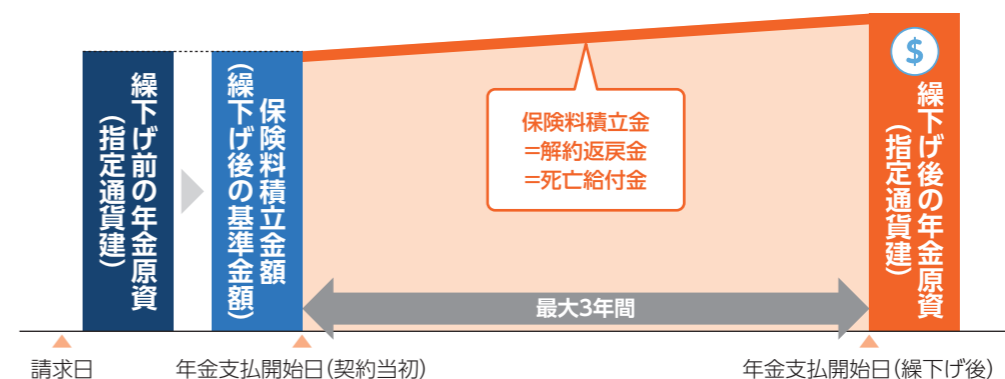 繰下げ前の年金原資
（指定通貨建）
保険料積立金額
（繰下げ後の基準金額）
保険料積立金
=解約返戻金
=死亡給付金
$
繰下げ後の年金原資
（指定通貨建）
最大3年間
請求日
年金支払開始日（契約当初）
年金支払開始日（繰下げ後）